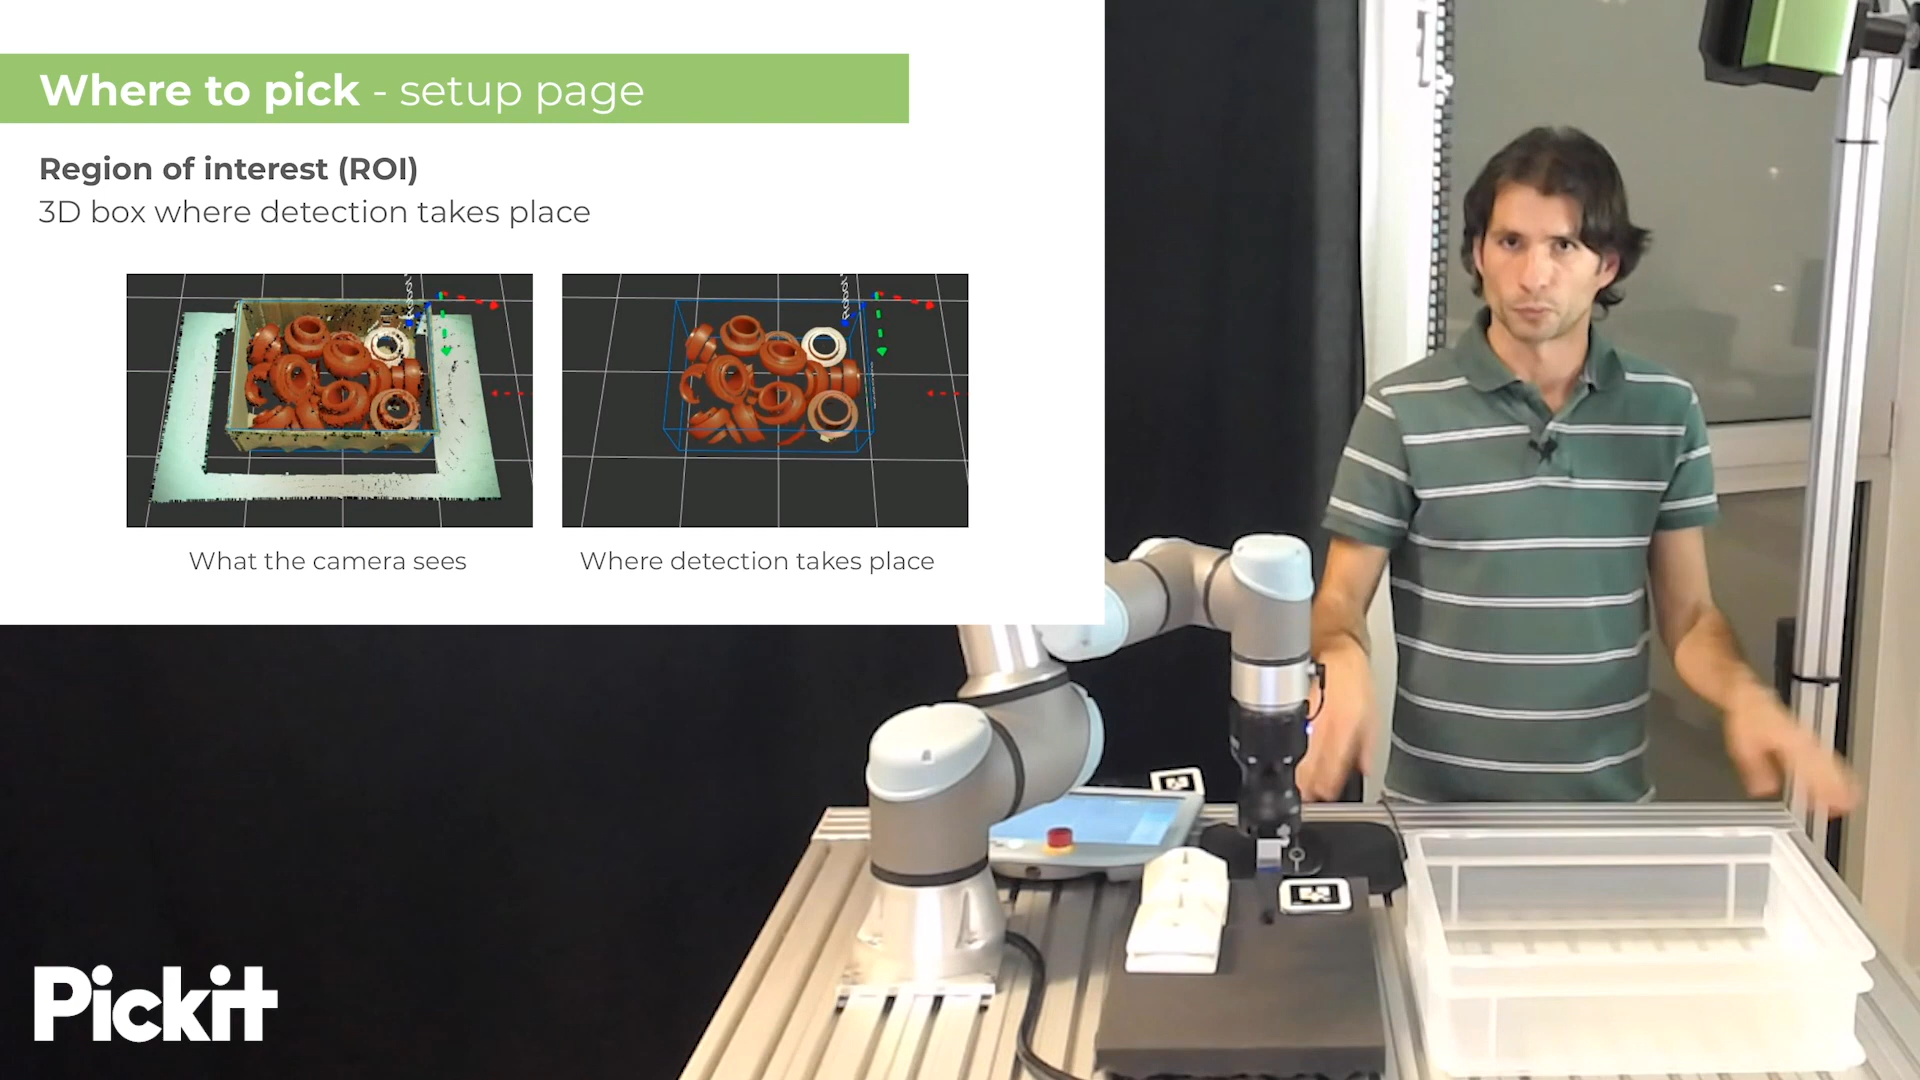 Where to pick - setup page
Region of interest (ROI)
3D box where detection takes place
What the camera sees
Where detection takes place
Pickit